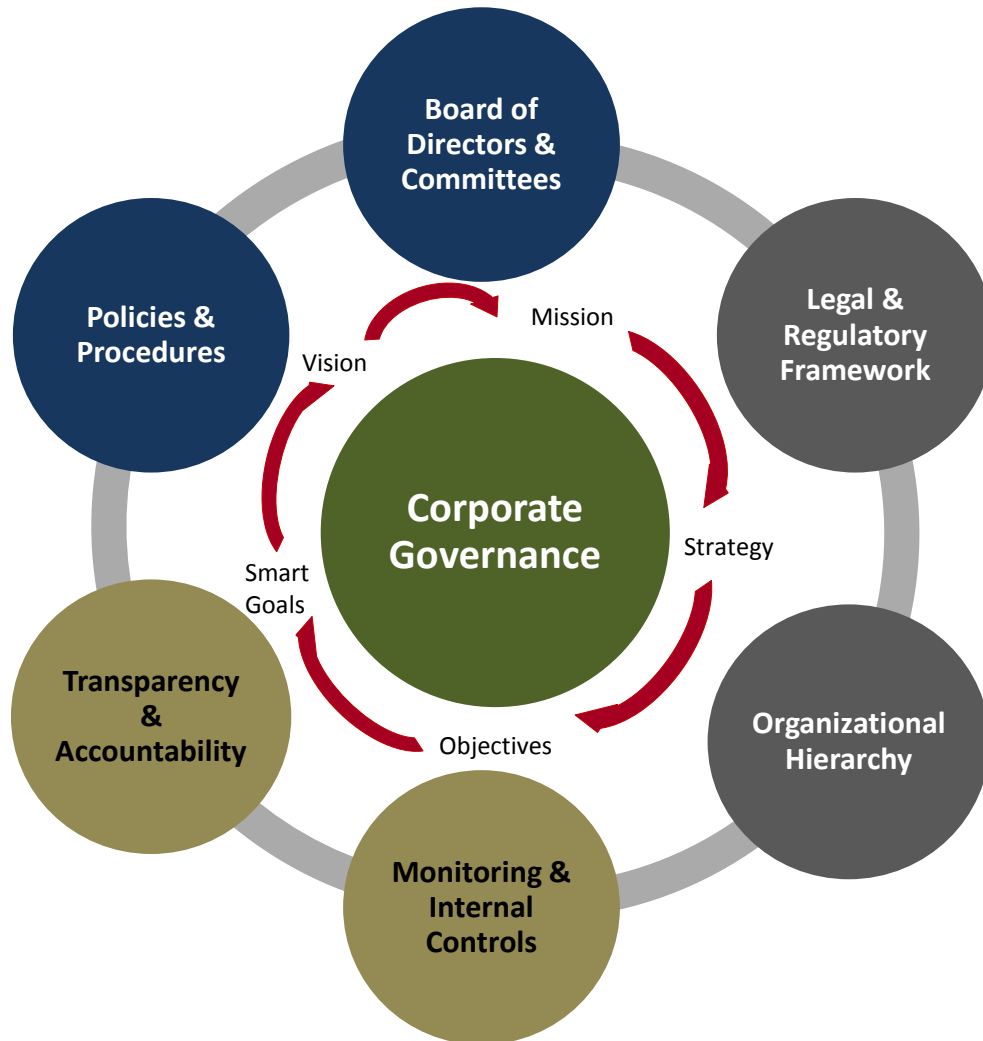 Board of
Directors &
Committees
Policies &
Procedures
Legal &
Regulatory
Framework
Mission
Vision
Corporate
Governance
Strategy
Smart
Goals
Transparency
&
Accountability
Organizational
Hierarchy
Objectives
Monitoring &
Internal
Controls